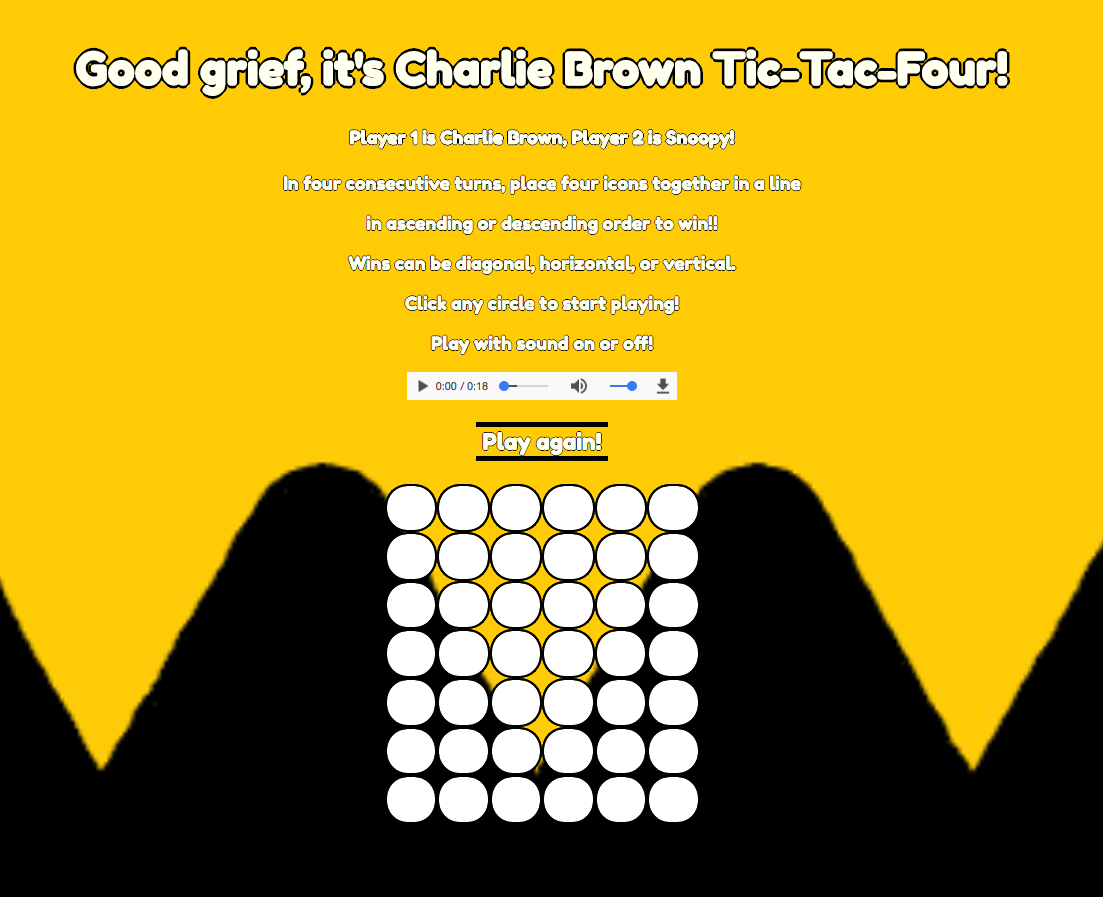 Good grief, it's Charlie Brown Tic-Tac-Four!
Player 1 is Charlie Brown, Player 2 is Snoopy!
In four consecutive turns, place four icons together in a line
in ascending or descending order to win!!
Wins can be diagonal, horizontal, or vertical.
Click any circle to start playing!
Play with sound on or off!
0:00 / 0:18
Play again!